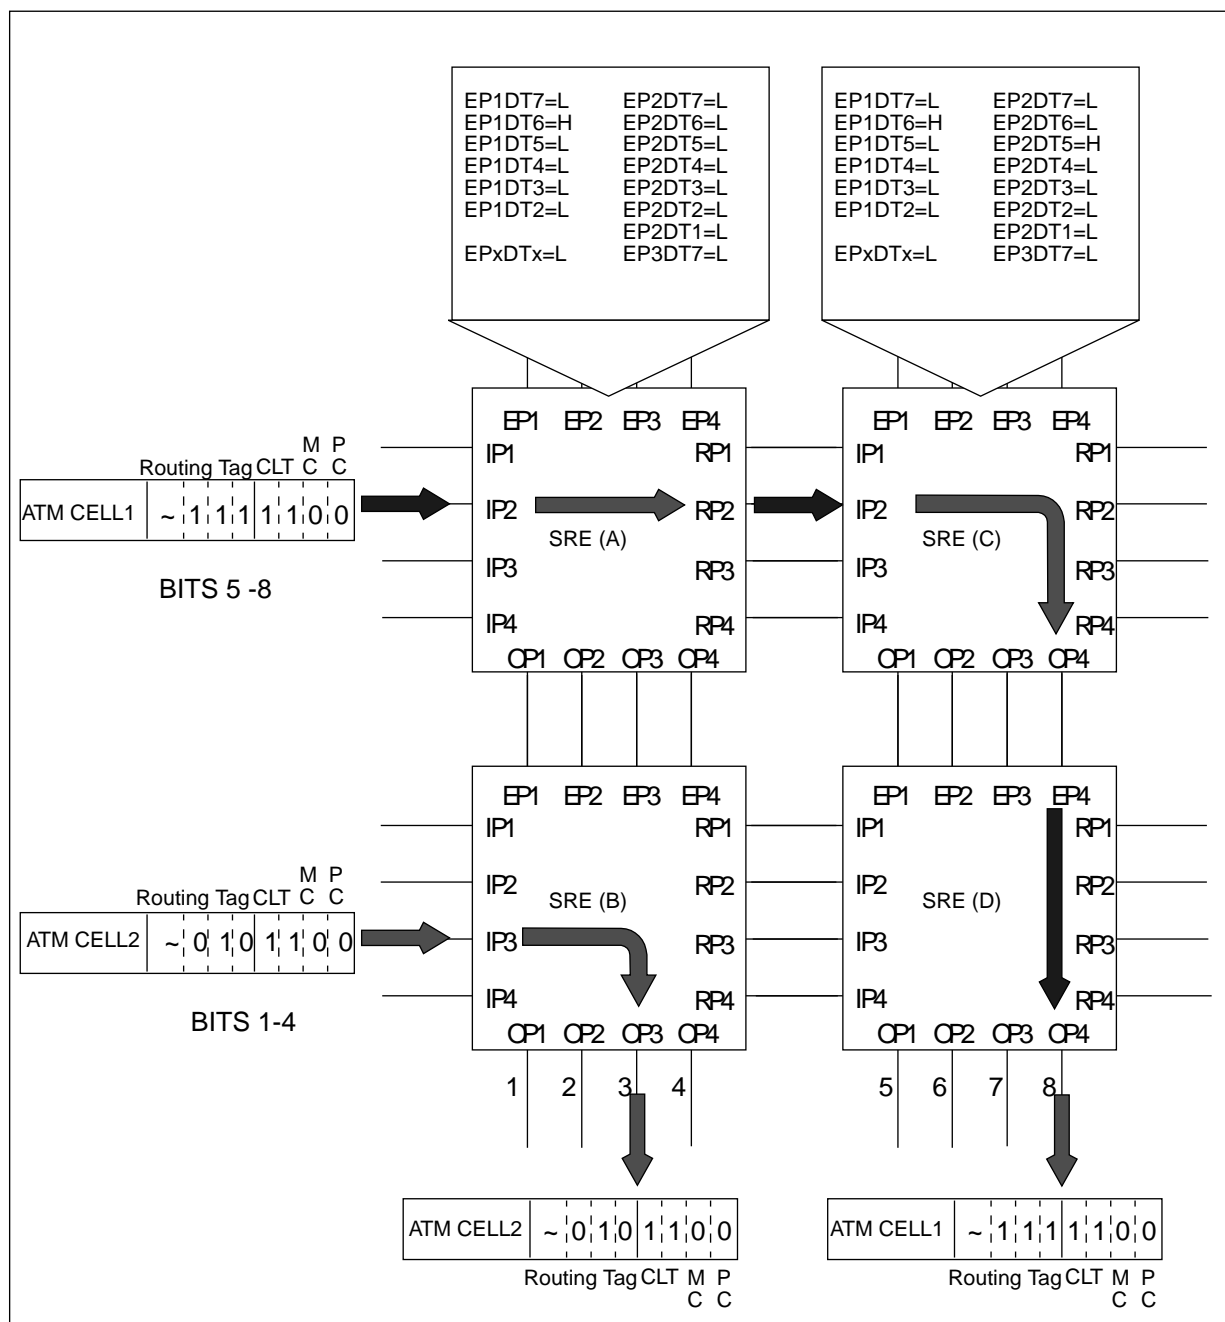 EP1DT7=L EP2DT7=L
EP1DT6=H EP2DT6=L
EP1DT5=L EP2DT5=L
EP1DT4=L EP2DT4=L
EP1DT3=L EP2DT3=L
EP1DT2=L EP2DT2=L
EP2DT1=L
EPxDTx=L EP3DT7=L
EP1DT7=L EP2DT7=L
EP1DT6=H EP2DT6=L
EP1DT5=L EP2DT5=H
EP1DT4=L EP2DT4=L
EP1DT3=L EP2DT3=L
EP1DT2=L EP2DT2=L
EP2DT1=L
EPxDTx=L EP3DT7=L
M P
Routing Tag CLT C C
ATM CELL1 ~ 1 1 1 1 1 0 0
BITS 5 -8
EP1 EP2 EP3 EP4
IP1 RP1
IP2 RP2
SRE (A)
IP3 RP3
IP4 RP4
OP1 OP2 OP3 OP4
EP1 EP2 EP3 EP4
IP1 RP1
IP2 RP2
SRE (C)
IP3 RP3
IP4 RP4
OP1 OP2 OP3 OP4
M P
Routing Tag CLT C C
ATM CELL2 ~ 0 1 0 1 1 0 0
BITS 1-4
EP1 EP2 EP3 EP4
IP1 RP1
IP2 RP2
SRE (B)
IP3 RP3
IP4 RP4
OP1 OP2 OP3 OP4
EP1 EP2 EP3 EP4
IP1 RP1
IP2 RP2
SRE (D)
IP3 RP3
IP4 RP4
OP1 OP2 OP3 OP4
1 2 3 4 5 6 7 8
ATM CELL2 ~ 0 1 0 1 1 0 0
Routing Tag CLT M P
C C
ATM CELL1 ~ 1 1 1 1 1 0 0
Routing Tag CLT M P
C C